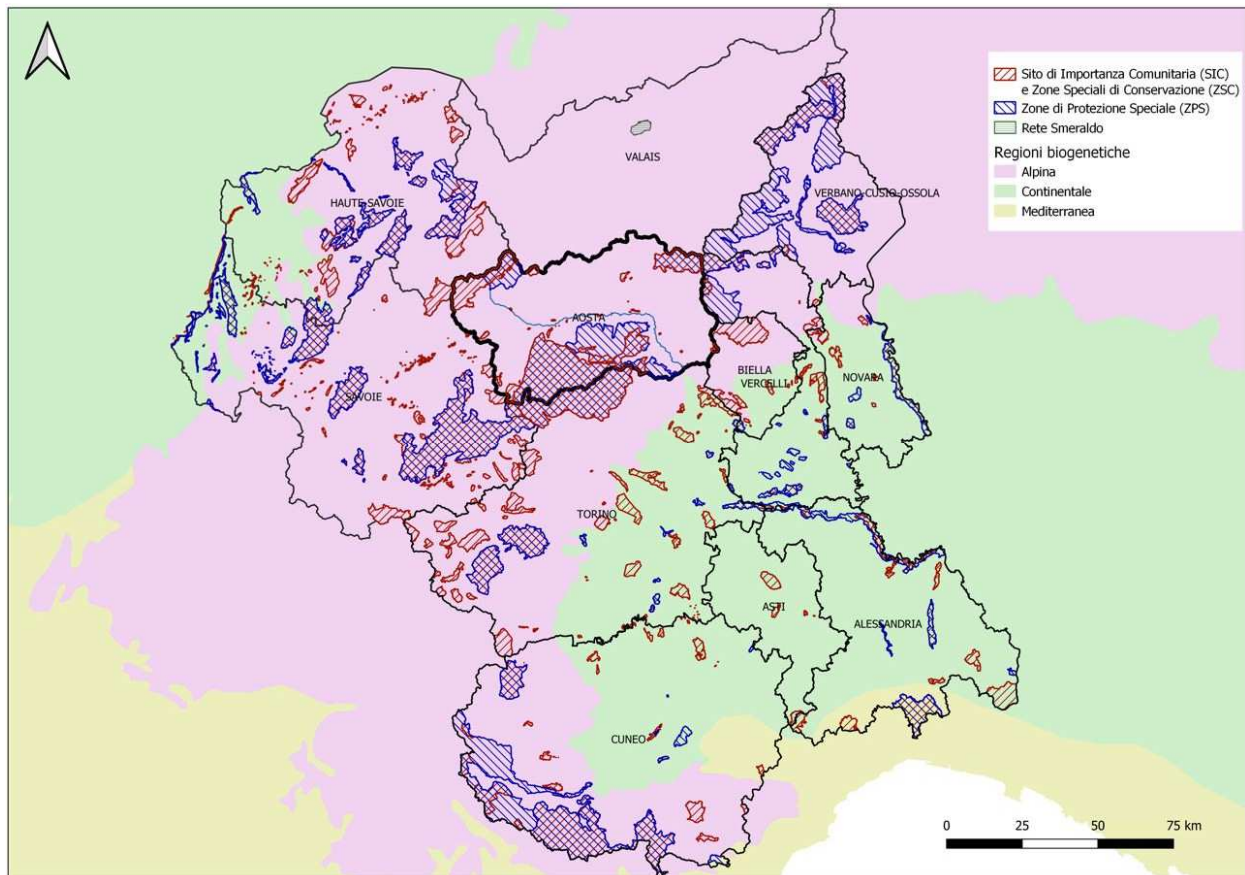 Sito di Importanza Comunitaria (SIC)
e Zone Speciali di Conservazione (ZSC)
Zone di Protezione Speciale (ZPS)
Rete Smeraldo
Regioni biogenetiche
Alpina
Continentale
Mediterranea
VALAIS
VERBANO-CUSIO-OSSOLA
HAUTE-SAVOIE
AOSTA
BIELLA
VERCELLI
NOVARA
SAVOIE
TORINO
ASTI
ALESSANDRIA
CUNEO
0 25 50 75 km